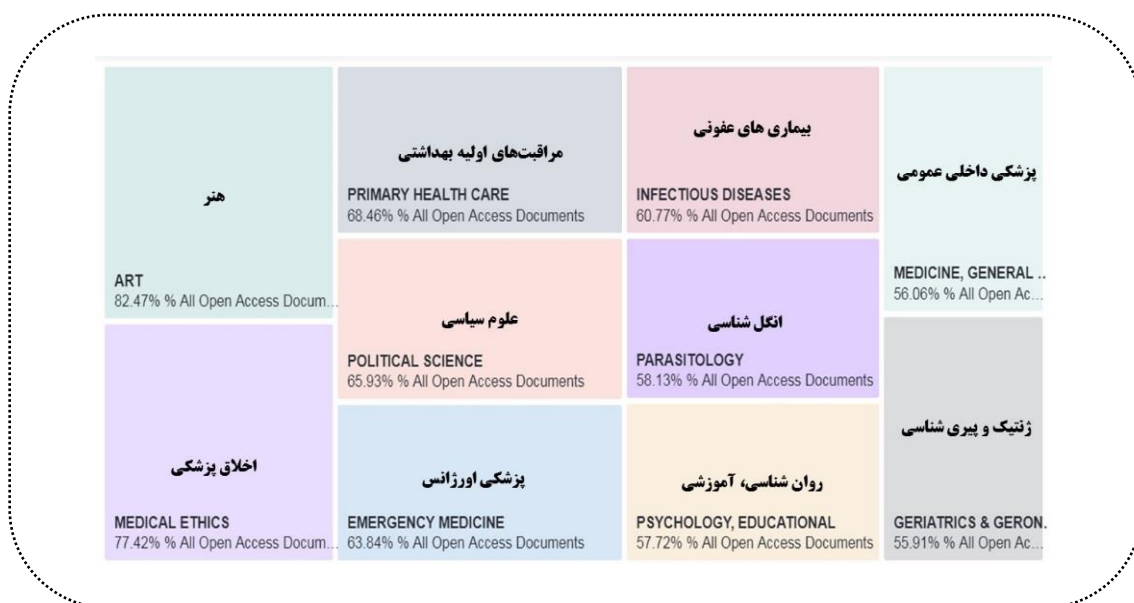 هنر
ART
82.47% % All Open Access Docum...
اخلاق پزشکی
MEDICAL ETHICS
77.42% % All Open Access Docum...
مراقبت‌های اولیه بهداشتی
PRIMARY HEALTH CARE
68.46% % All Open Access Documents
علوم سیاسی
POLITICAL SCIENCE
65.93% % All Open Access Documents
پزشکی اورژانس
EMERGENCY MEDICINE
63.84% % All Open Access Documents
بیماری های عفونی
INFECTIOUS DISEASES
60.77% % All Open Access Documents
انگل شناسی
PARASITOLOGY
58.13% % All Open Access Documents
روان شناسی، آموزشی
PSYCHOLOGY, EDUCATIONAL
57.72% % All Open Access Documents
پزشکی داخلی عمومی
MEDICINE, GENERAL ..
56.06% % All Open Ac...
ژنتیک و پیری شناسی
GERIATRICS & GERON.
55.91% % All Open Ac...